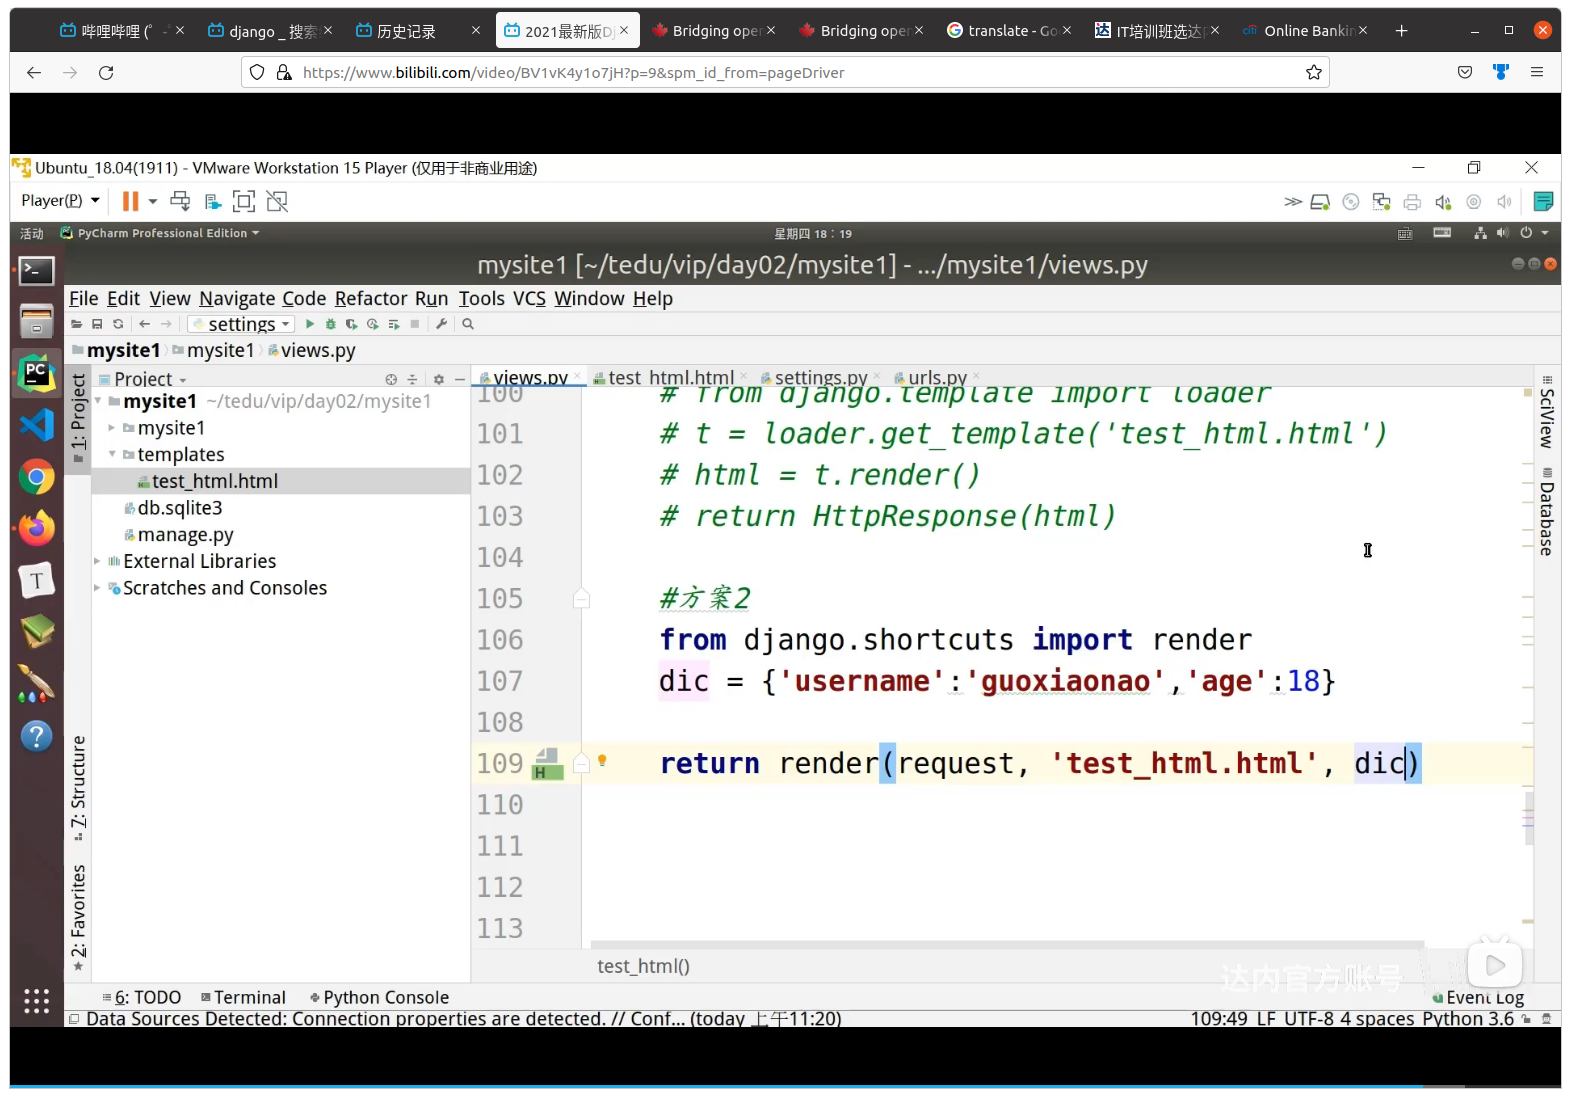 哔哩哔哩 (゜-
django _ 搜索
历史记录
2021最新版Dj
Bridging oper
Bridging oper
translate - Go
IT培训班选达
Online Bankin
https://www.bilibili.com/video/BV1vK4y1o7jH?p=9&spm_id_from=pageDriver
Ubuntu_18.04(1911) - VMware Workstation 15 Player (仅用于非商业用途)
Player(P)
活动 PyCharm Professional Edition 星期四 18：19
mysite1 [~/tedu/vip/day02/mysite1] - .../mysite1/views.py
File Edit View Navigate Code Refactor Run Tools VCS Window Help
settings
mysite1 mysite1 views.py
Project
views.py test_html.html settings.py urls.py
mysite1 ~/tedu/vip/day02/mysite1
mysite1
templates
test_html.html
db.sqlite3
manage.py
External Libraries
Scratches and Consoles
1: Project
7: Structure
2: Favorites
100 # from django.template import loader
101 # t = loader.get_template('test_html.html')
102 # html = t.render()
103 # return HttpResponse(html)
104
105 #方案2
106 from django.shortcuts import render
107 dic = {'username':'guoxiaonao','age':18}
108
109 return render(request, 'test_html.html', dic)
110
111
112
113
SciView
Database
test_html()
达内官方账号
6: TODO Terminal Python Console Event Log
Data Sources Detected: Connection properties are detected. // Conf... (today 上午11:20) 109:49 LF UTF-8 4 spaces Python 3.6